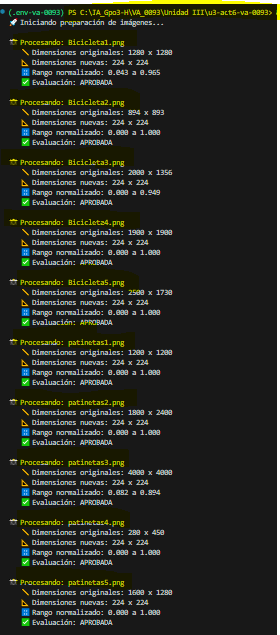 (.env-va-0093) PS C:\IA_Gpo3-H\VA_0093\Unidad III\u3-act6-va-0093>
Iniciando preparación de imágenes...
Procesando: Bicicleta1.png
Dimensiones originales: 1280 x 1280
Dimensiones nuevas: 224 x 224
Rango normalizado: 0.043 a 0.965
Evaluación: APROBADA
Procesando: Bicicleta2.png
Dimensiones originales: 894 x 893
Dimensiones nuevas: 224 x 224
Rango normalizado: 0.000 a 1.000
Evaluación: APROBADA
Procesando: Bicicleta3.png
Dimensiones originales: 2000 x 1356
Dimensiones nuevas: 224 x 224
Rango normalizado: 0.000 a 0.949
Evaluación: APROBADA
Procesando: Bicicleta4.png
Dimensiones originales: 1900 x 1900
Dimensiones nuevas: 224 x 224
Rango normalizado: 0.000 a 1.000
Evaluación: APROBADA
Procesando: Bicicleta5.png
Dimensiones originales: 2500 x 1730
Dimensiones nuevas: 224 x 224
Rango normalizado: 0.000 a 1.000
Evaluación: APROBADA
Procesando: patinetas1.png
Dimensiones originales: 1200 x 1200
Dimensiones nuevas: 224 x 224
Rango normalizado: 0.000 a 1.000
Evaluación: APROBADA
Procesando: patinetas2.png
Dimensiones originales: 1800 x 2400
Dimensiones nuevas: 224 x 224
Rango normalizado: 0.000 a 1.000
Evaluación: APROBADA
Procesando: patinetas3.png
Dimensiones originales: 4000 x 4000
Dimensiones nuevas: 224 x 224
Rango normalizado: 0.082 a 0.894
Evaluación: APROBADA
Procesando: patinetas4.png
Dimensiones originales: 280 x 450
Dimensiones nuevas: 224 x 224
Rango normalizado: 0.000 a 1.000
Evaluación: APROBADA
Procesando: patinetas5.png
Dimensiones originales: 1600 x 1280
Dimensiones nuevas: 224 x 224
Rango normalizado: 0.000 a 1.000
Evaluación: APROBADA